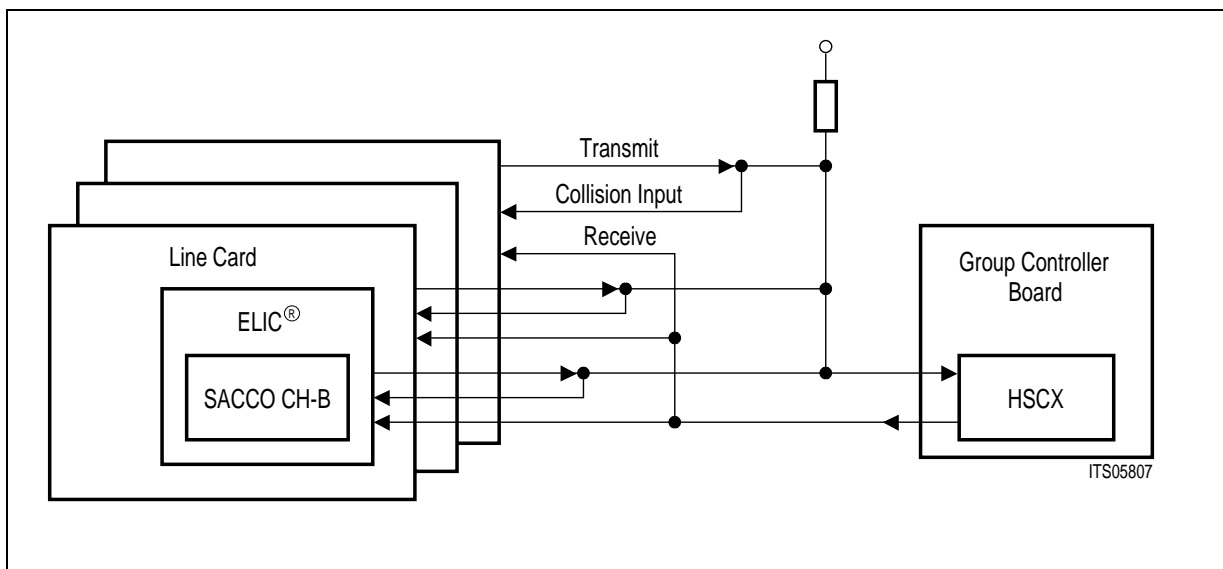 Transmit
Collision Input
Receive
Line Card
ELIC®
SACCO CH-B
Group Controller
Board
HSCX
ITS05807